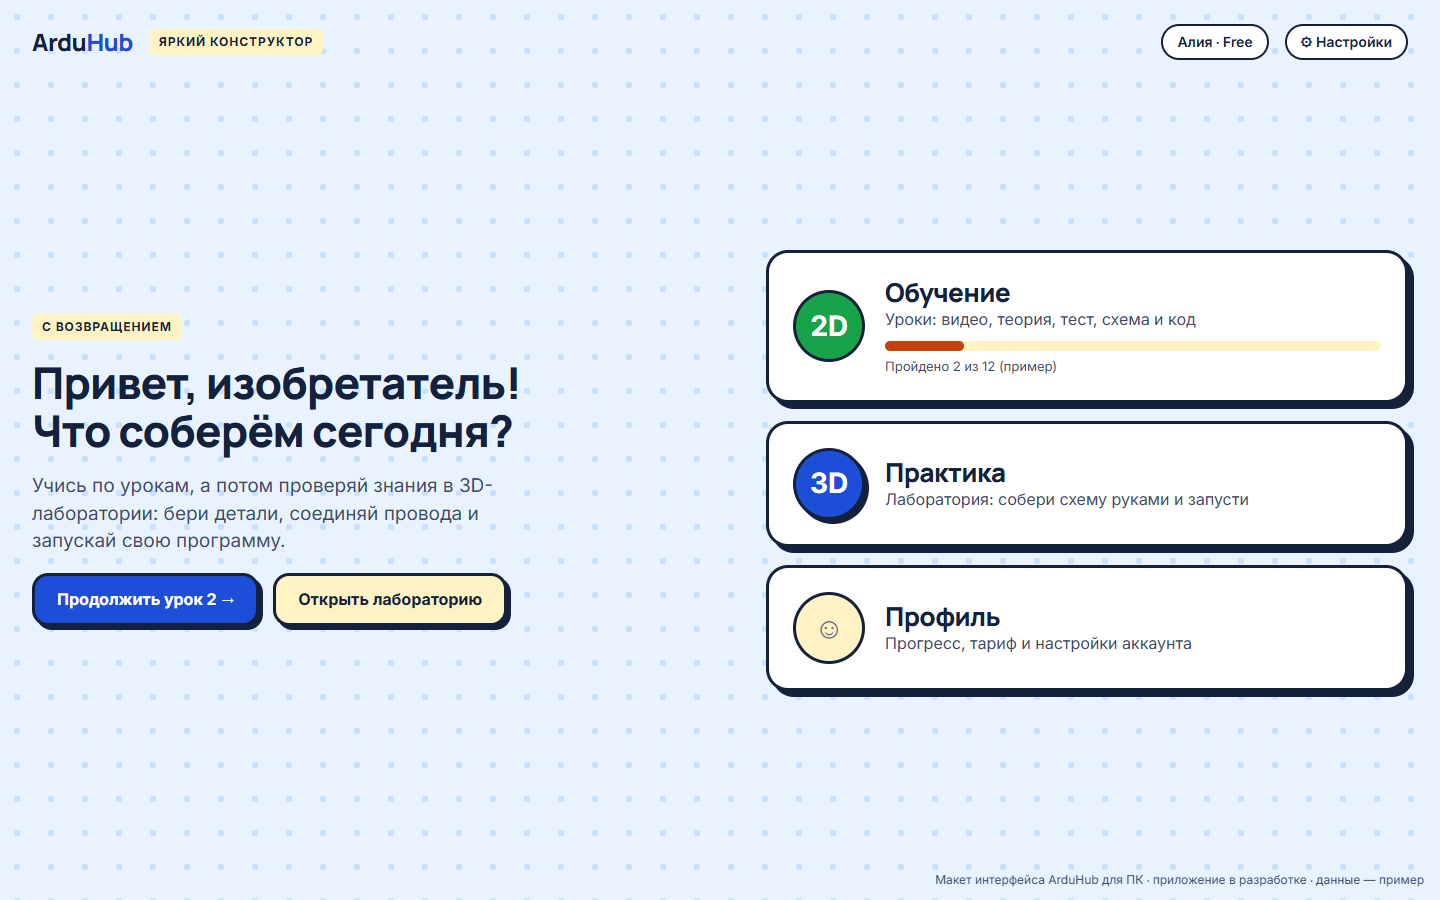 ArduHub
ЯРКИЙ КОНСТРУКТОР
Алия · Free
⚙ Настройки
С ВОЗВРАЩЕНИЕМ
Привет, изобретатель!
Что соберём сегодня?
Учись по урокам, а потом проверяй знания в 3D-
лаборатории: бери детали, соединяй провода и
запускай свою программу.
Продолжить урок 2 →
Открыть лабораторию
2D
Обучение
Уроки: видео, теория, тест, схема и код
Пройдено 2 из 12 (пример)
3D
Практика
Лаборатория: собери схему руками и запусти
☺
Профиль
Прогресс, тариф и настройки аккаунта
Макет интерфейса ArduHub для ПК · приложение в разработке · данные — пример